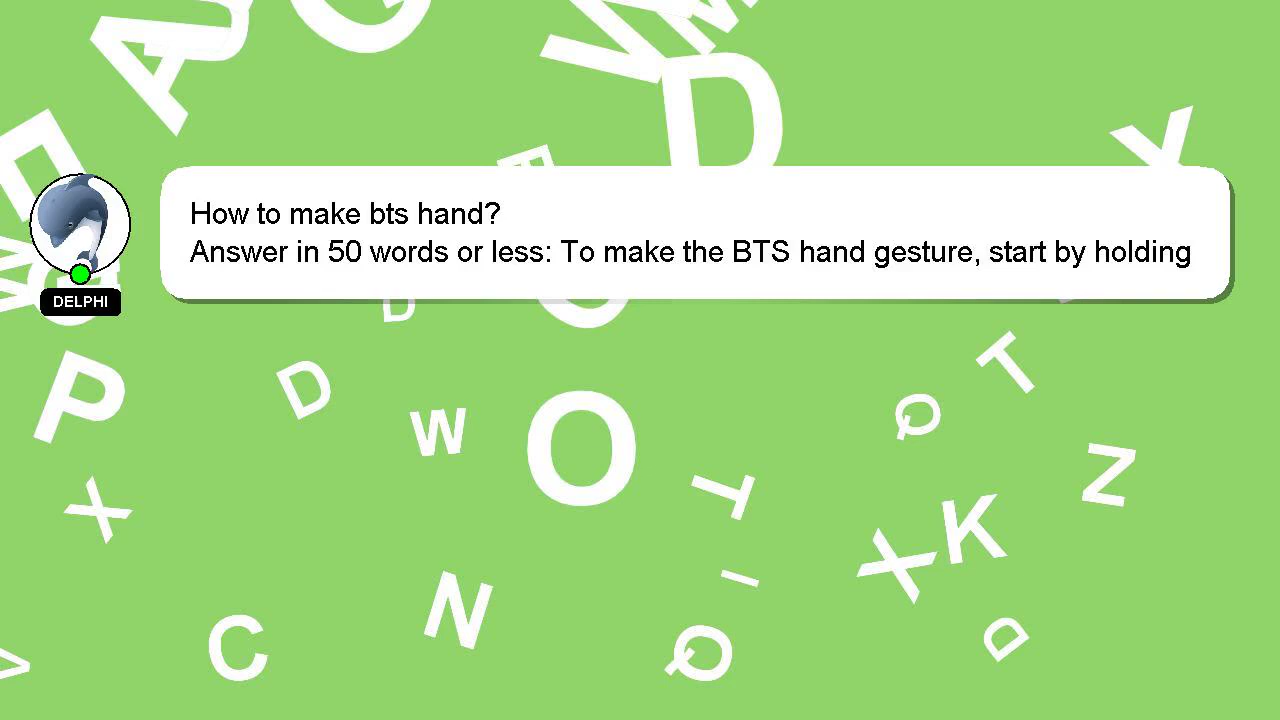 How to make bts hand?
Answer in 50 words or less: To make the BTS hand gesture, start by holding
DELPHI
A
G
W
M
D
X
E
D
P
D
W
O
T
Q
T
Z
X
K
X
I
N
C
Q
D
V